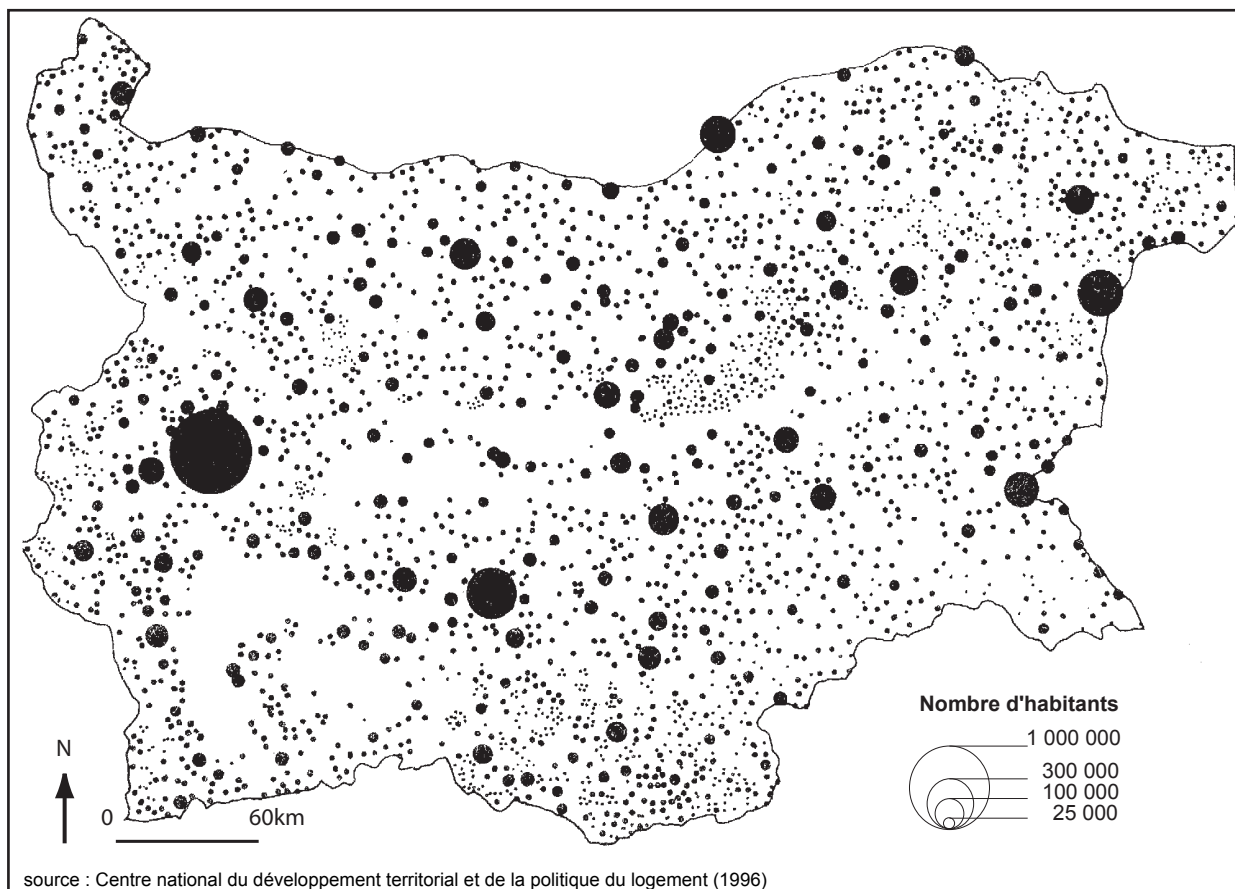 Nombre d'habitants
1 000 000
300 000
100 000
25 000
N
0 60km
source : Centre national du développement territorial et de la politique du logement (1996)